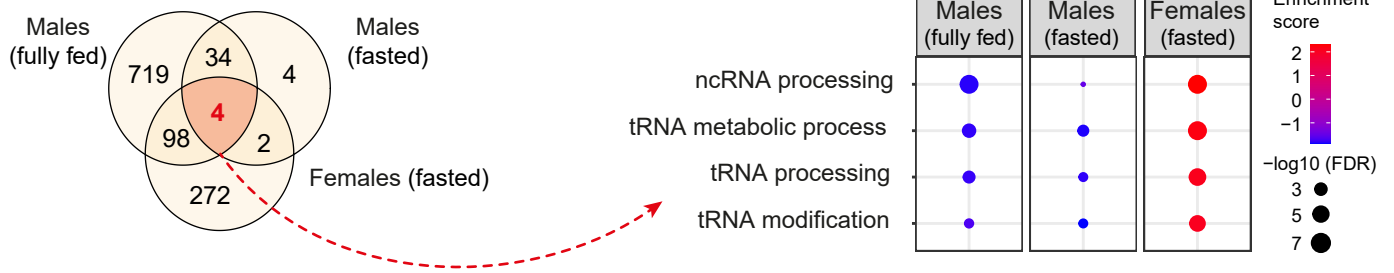 Males
(fully fed)
Males
(fasted)
719
34
4
4
98
2
272
Females (fasted)
Males
(fully fed)
Males
(fasted)
Females
(fasted)
ncRNA processing
tRNA metabolic process
tRNA processing
tRNA modification
Enrichment
score
2
1
0
−1
−log10 (FDR)
3
5
7